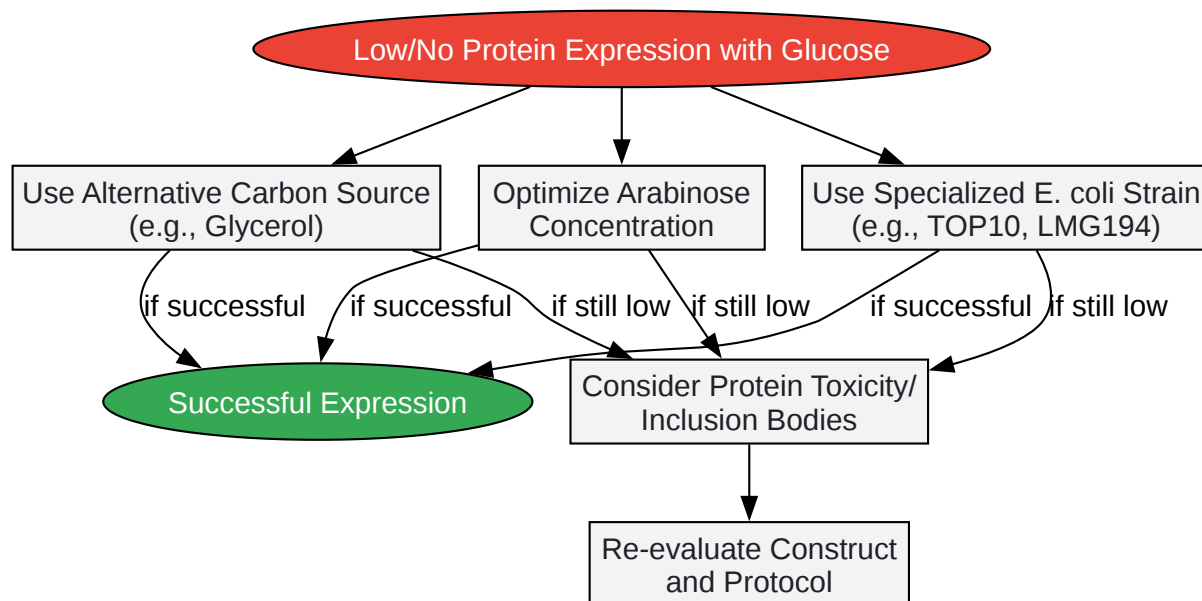 Low/No Protein Expression with Glucose
Use Alternative Carbon Source
(e.g., Glycerol)
Optimize Arabinose
Concentration
Use Specialized E. coli Strain
(e.g., TOP10, LMG194)
if successful
if successful
if still low
if still low
if successful
if still low
Successful Expression
Consider Protein Toxicity/
Inclusion Bodies
Re-evaluate Construct
and Protocol